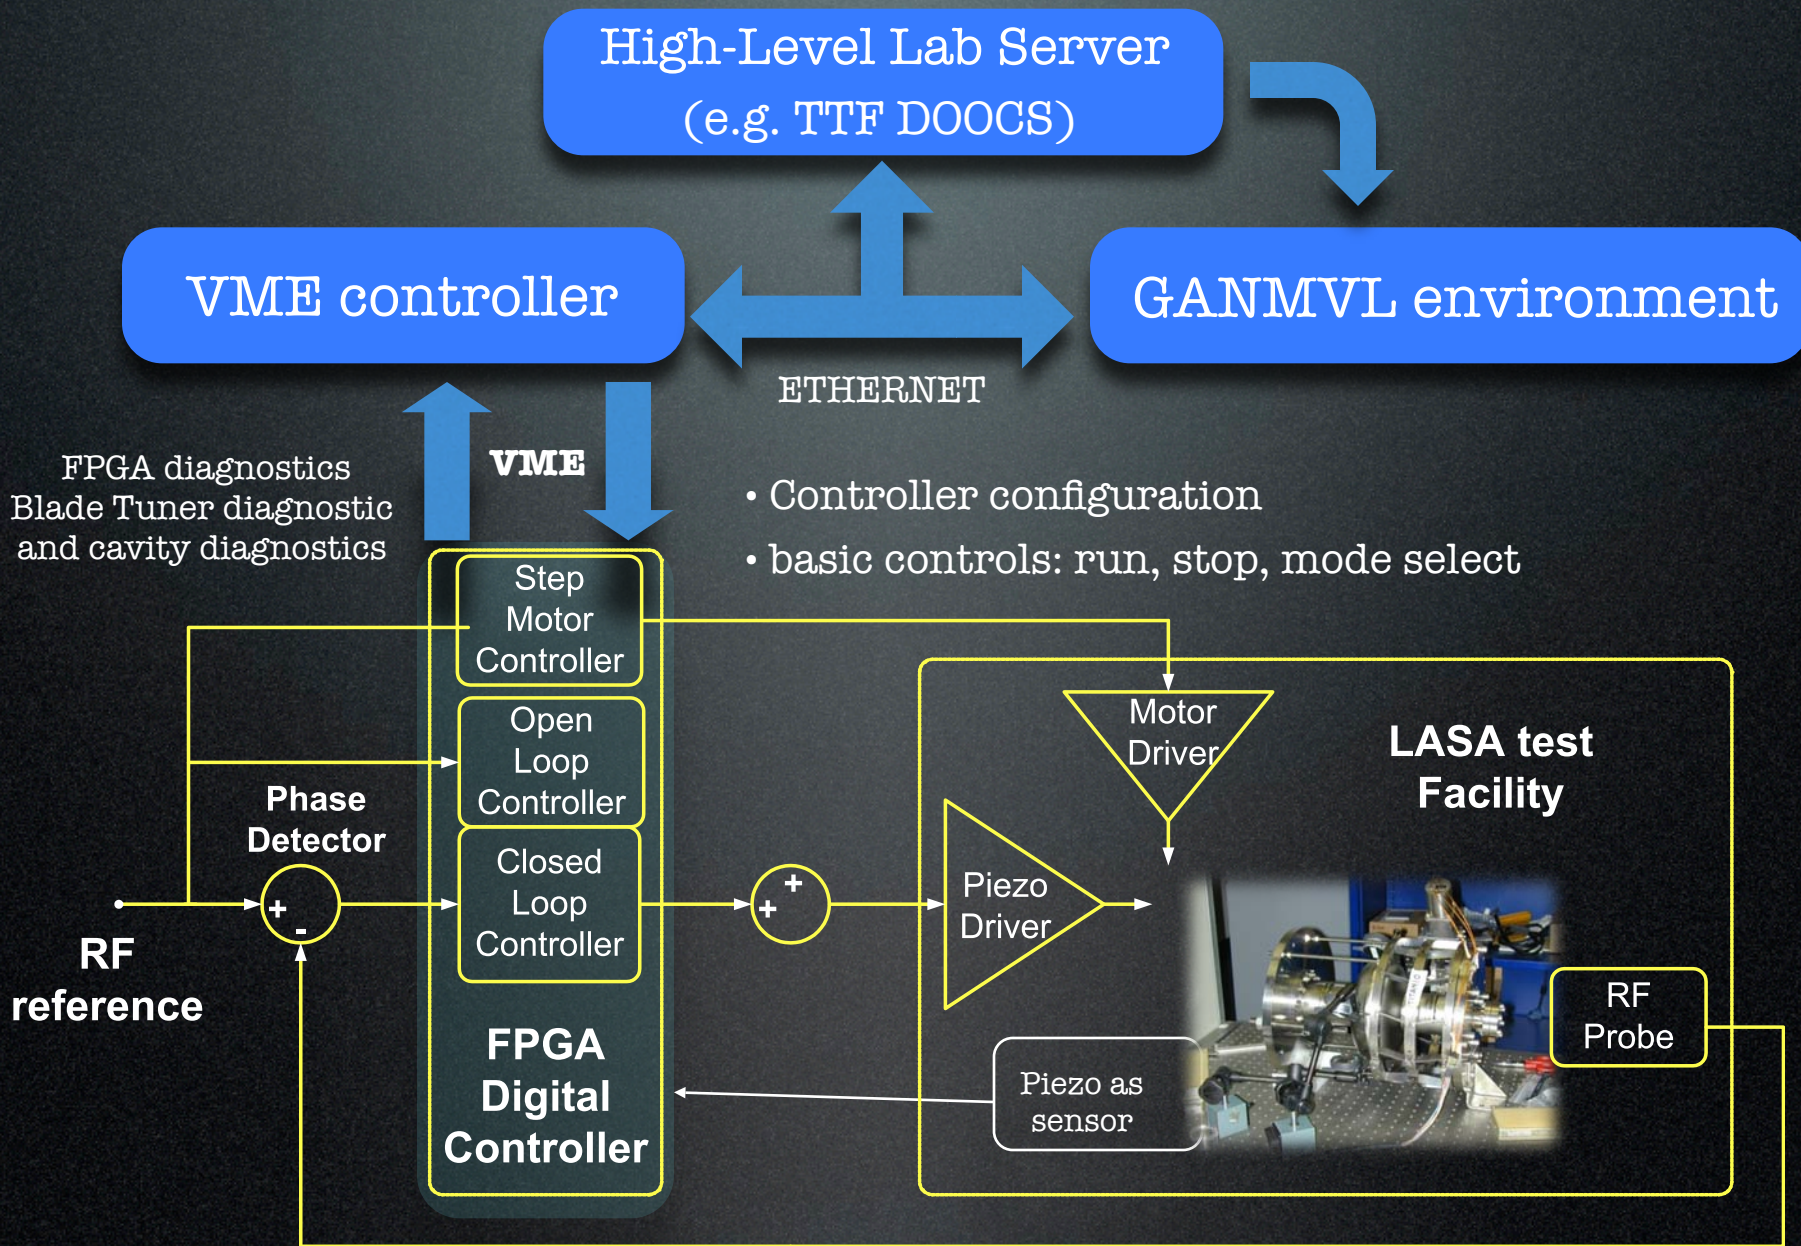 High-Level Lab Server
(e.g. TTF DOOCS)
VME controller
GANMVL environment
ETHERNET
VME
FPGA diagnostics
Blade Tuner diagnostic
and cavity diagnostics
• Controller configuration
• basic controls: run, stop, mode select
Step
Motor
Controller
Open
Loop
Controller
Closed
Loop
Controller
FPGA
Digital
Controller
Phase
Detector
+
-
RF
reference
+
+
Motor
Driver
Piezo
Driver
LASA test
Facility
RF
Probe
Piezo as
sensor